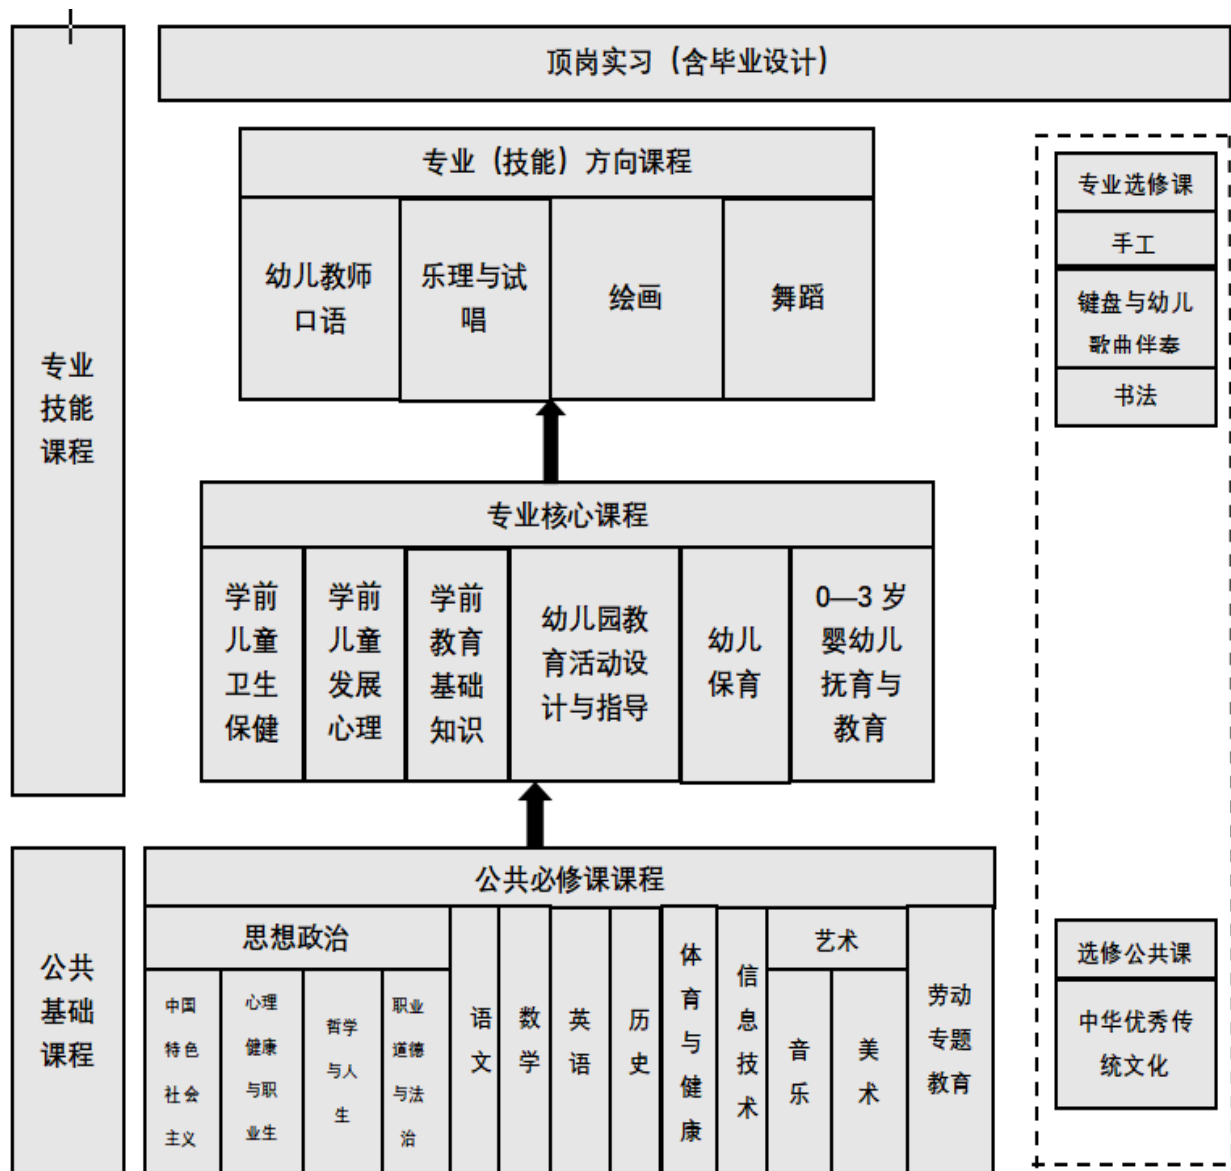 顶岗实习（含毕业设计）
专业
技能
课程
专业（技能）方向课程
幼儿教师
口语
乐理与试
唱
绘画
舞蹈
专业选修课
手工
键盘与幼儿
歌曲伴奏
书法
专业核心课程
学前
儿童
卫生
保健
学前
儿童
发展
心理
学前
教育
基础
知识
幼儿园教
育活动设
计与指导
幼儿
保育
0—3 岁
婴幼儿
抚育与
教育
公共
基础
课程
公共必修课课程
思想政治
中国
特色
社会
主义
心理
健康
与职
业生
哲学
与人
生
职业
道德
与法
治
语
文
数
学
英
语
历
史
体
育
与
健
康
信
息
技
术
艺术
音
乐
美
术
劳动
专题
教育
选修公共课
中华优秀传
统文化